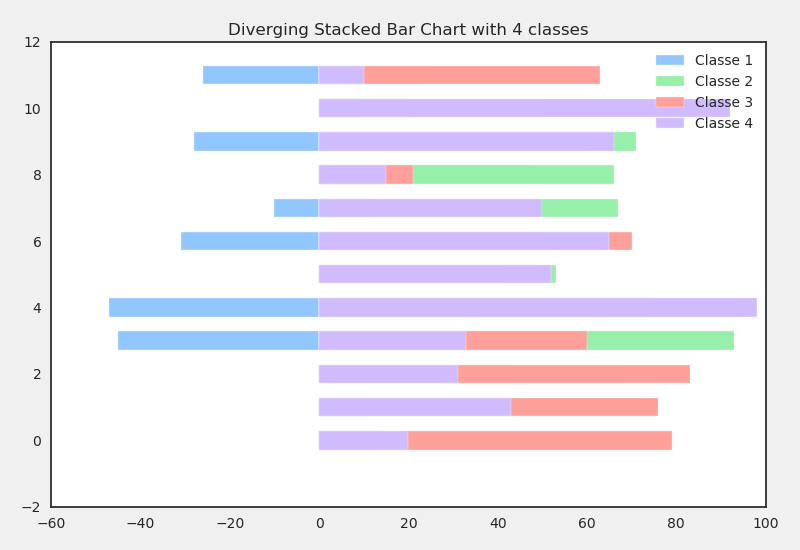 Diverging Stacked Bar Chart with 4 classes
12
10
8
6
4
2
0
−2
Classe 1
Classe 2
Classe 3
Classe 4
−60 −40 −20 0 20 40 60 80 100